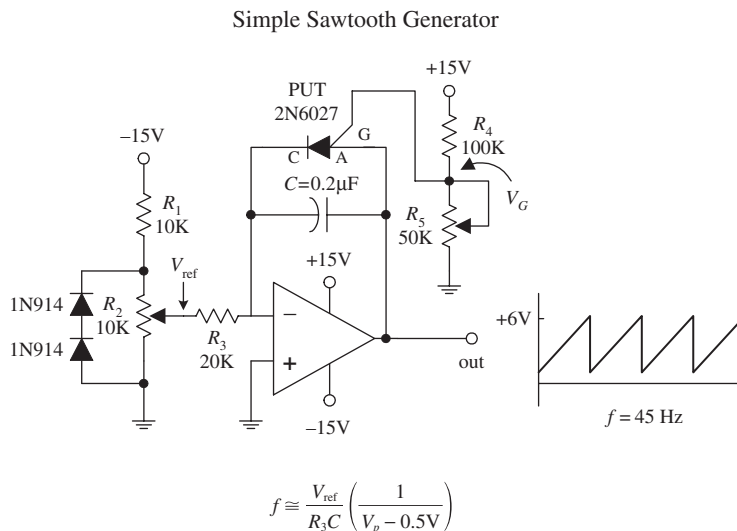 Simple Sawtooth Generator
PUT
2N6027
+15V
–15V
C
A
G
R4
100K
C=0.2μF
VG
R1
10K
R5
50K
Vref
+15V
1N914
R2
10K
1N914
R3
20K
–
+
out
–15V
+6V
f = 45 Hz
f ≅ Vref/R3C (1/Vp – 0.5V)